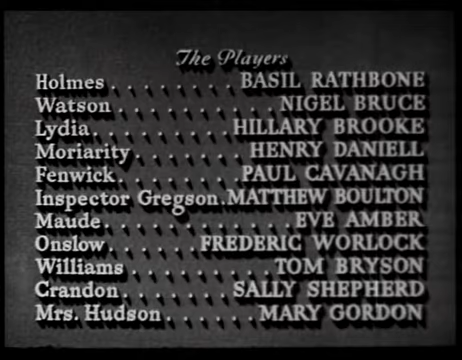 The Players
Holmes........BASIL RATHBONE
Watson........NIGEL BRUCE
Lydia........HILLARY BROOKE
Moriarity........HENRY DANIELL
Fenwick........PAUL CAVANAGH
Inspector Gregson.MATTHEW BOULTON
Maude........EVE AMBER
Onslow......FREDERIC WORLOCK
Williams........TOM BRYSON
Crandon.......SALLY SHEPHERD
Mrs. Hudson......MARY GORDON